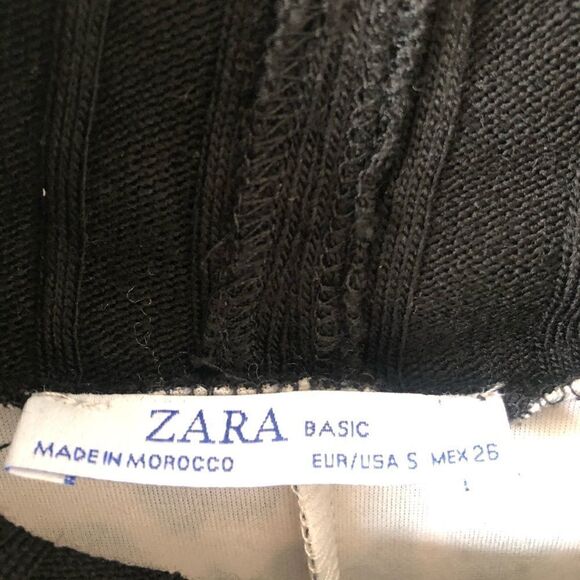 ZARA BASIC
MADE IN MOROCCO EUR/USA S MEX 26